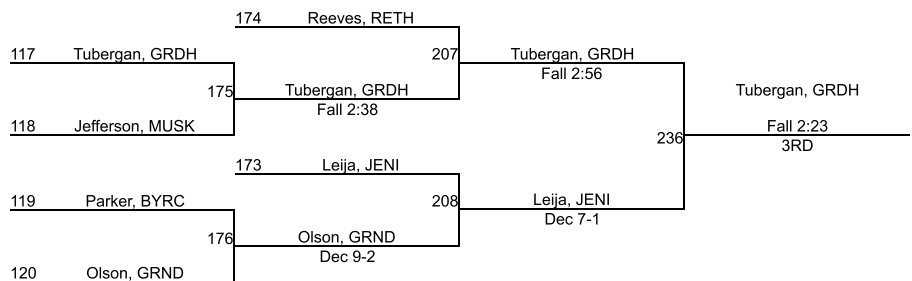 174 Reeves, RETH
117 Tubergan, GRDH
207 Tubergan, GRDH
Fall 2:56
175 Tubergan, GRDH
Fall 2:38
Tubergan, GRDH
118 Jefferson, MUSK
236 Fall 2:23
3RD
173 Leija, JENI
119 Parker, BYRC
208 Leija, JENI
Dec 7-1
176 Olson, GRND
Dec 9-2
120 Olson, GRND